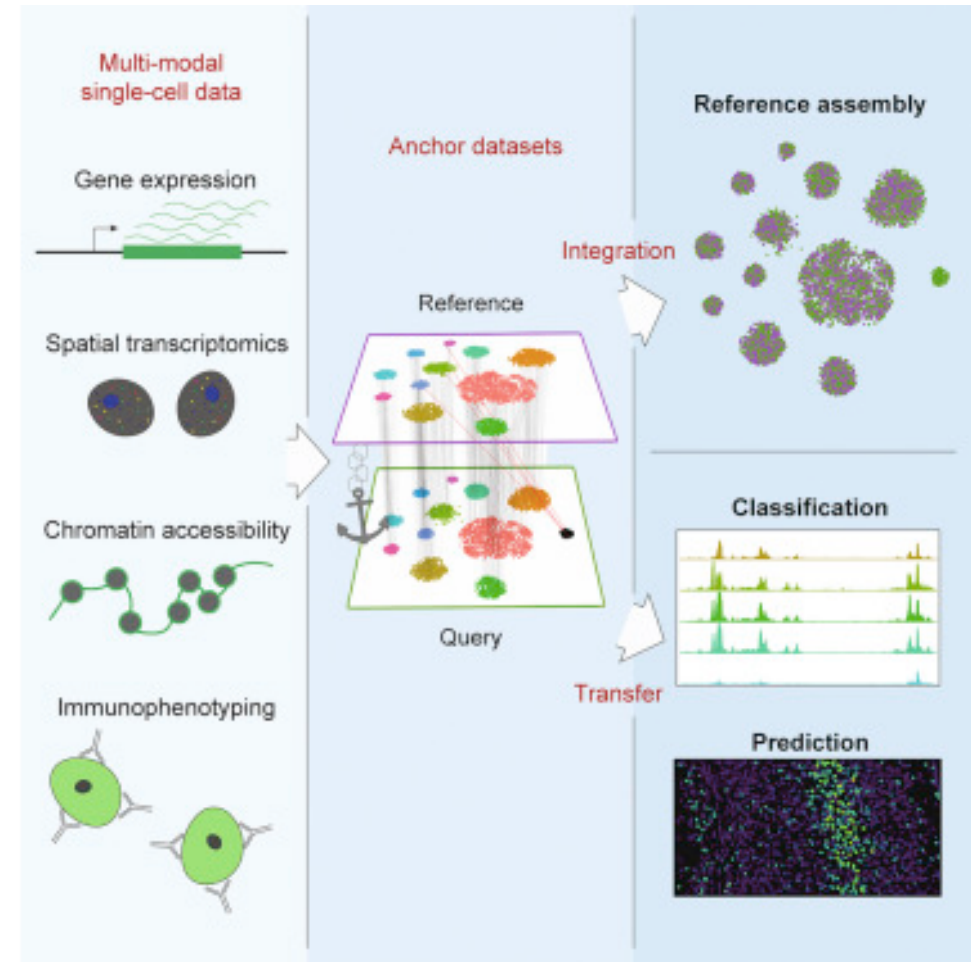 Multi-modal
single-cell data
Gene expression
Spatial transcriptomics
Chromatin accessibility
Immunophenotyping
Anchor datasets
Reference
Query
Integration
Transfer
Reference assembly
Classification
Prediction